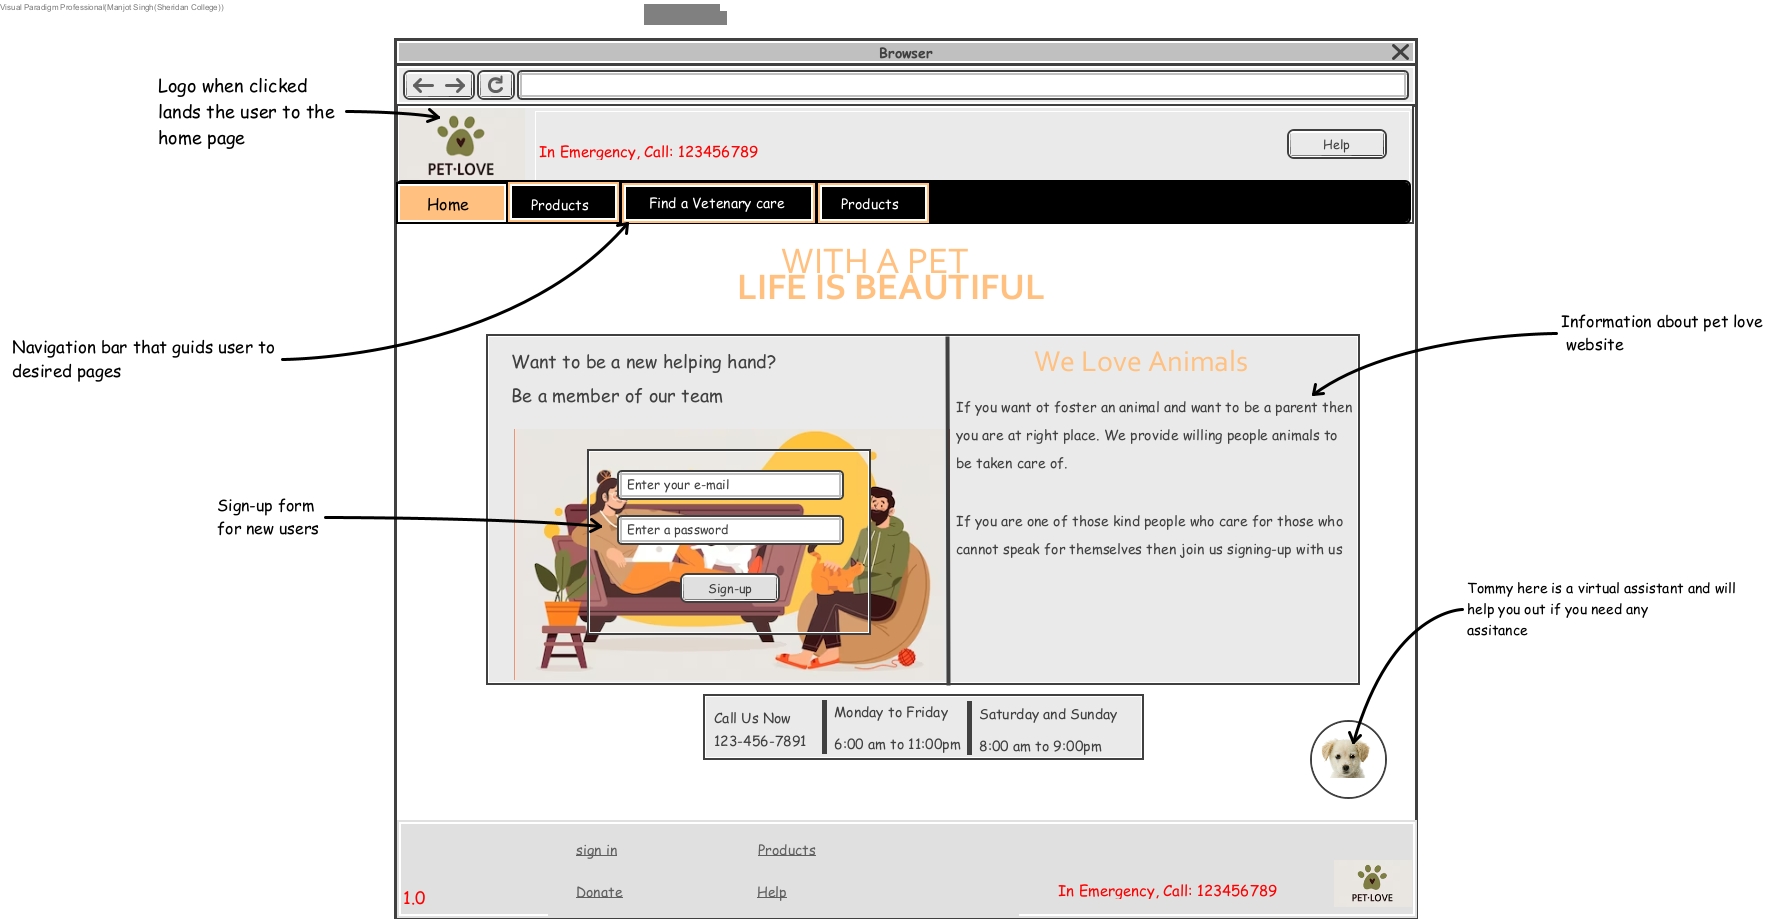 Visual Paradigm Professional(Manjot Singh(Sheridan College))
Browser
Logo when clicked
lands the user to the
home page
PET·LOVE
In Emergency, Call: 123456789
Help
Home
Products
Find a Vetenary care
Products
WITH A PET
LIFE IS BEAUTIFUL
Navigation bar that guids user to
desired pages
Information about pet love
website
Want to be a new helping hand?
Be a member of our team
We Love Animals
If you want ot foster an animal and want to be a parent then
you are at right place. We provide willing people animals to
be taken care of.
If you are one of those kind people who care for those who
cannot speak for themselves then join us signing-up with us
Sign-up form
for new users
Enter your e-mail
Enter a password
Sign-up
Tommy here is a virtual assistant and will
help you out if you need any
assitance
Call Us Now
123-456-7891
Monday to Friday
6:00 am to 11:00pm
Saturday and Sunday
8:00 am to 9:00pm
sign in
Products
Donate
Help
1.0
In Emergency, Call: 123456789
PET·LOVE